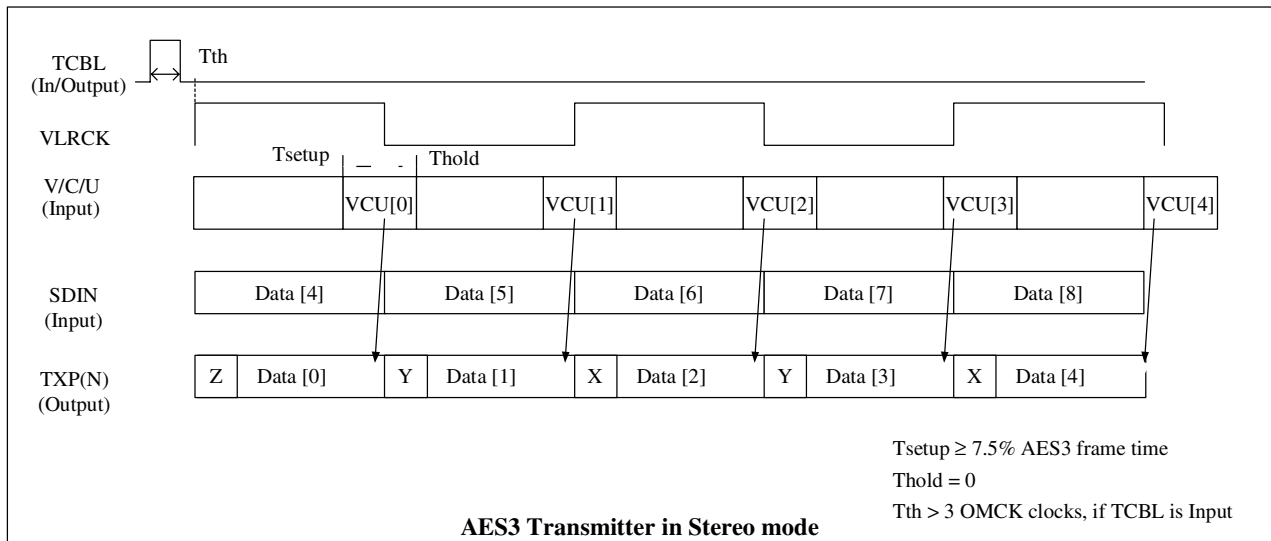 TCBL
(In/Output)
Tth
VLRCK
Tsetup Thold
V/C/U
(Input)
VCU[0] VCU[1] VCU[2] VCU[3] VCU[4]
SDIN
(Input)
Data [4] Data [5] Data [6] Data [7] Data [8]
TXP(N)
(Output)
Z Data [0] Y Data [1] X Data [2] Y Data [3] X Data [4]
Tsetup ≥ 7.5% AES3 frame time
Thold = 0
Tth > 3 OMCK clocks, if TCBL is Input
AES3 Transmitter in Stereo mode